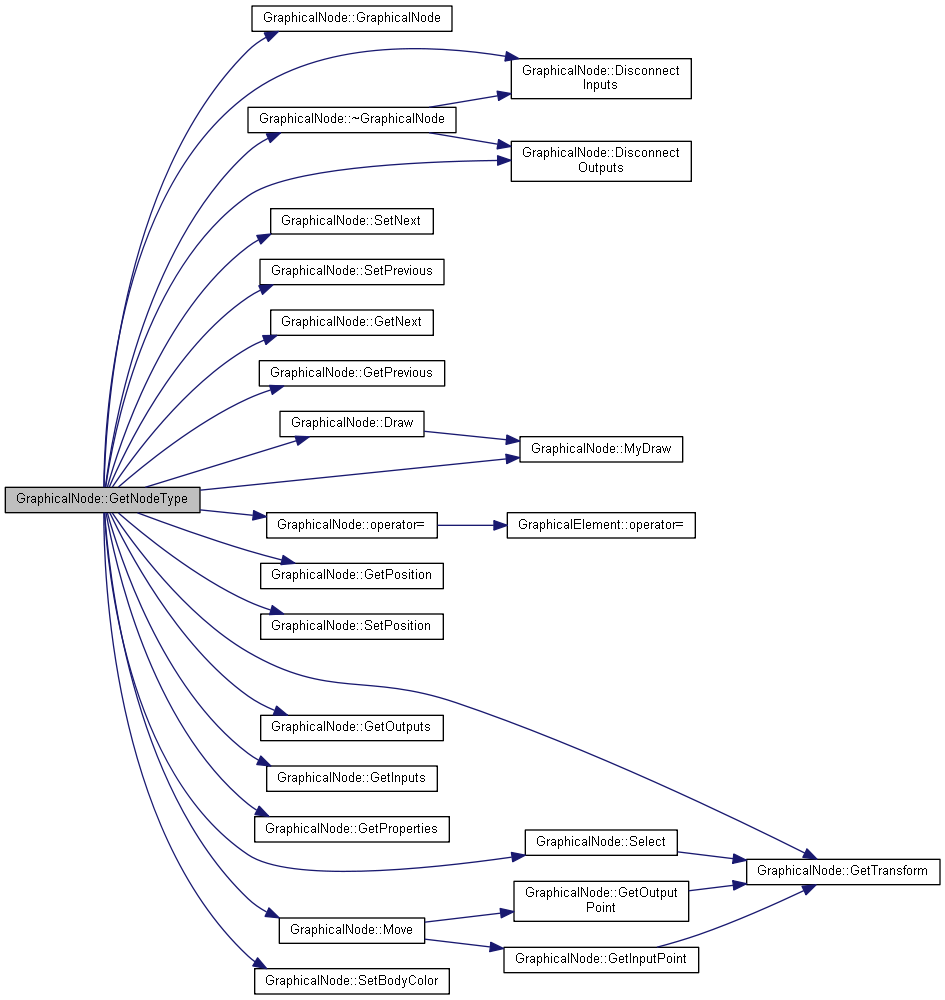 GraphicalNode::GraphicalNode
GraphicalNode::Disconnect
Inputs
GraphicalNode::~GraphicalNode
GraphicalNode::Disconnect
Outputs
GraphicalNode::SetNext
GraphicalNode::SetPrevious
GraphicalNode::GetNext
GraphicalNode::GetPrevious
GraphicalNode::Draw
GraphicalNode::MyDraw
GraphicalNode::GetNodeType
GraphicalNode::operator=
GraphicalElement::operator=
GraphicalNode::GetPosition
GraphicalNode::SetPosition
GraphicalNode::GetOutputs
GraphicalNode::GetInputs
GraphicalNode::GetProperties
GraphicalNode::Select
GraphicalNode::GetTransform
GraphicalNode::GetOutput
Point
GraphicalNode::Move
GraphicalNode::GetInputPoint
GraphicalNode::SetBodyColor